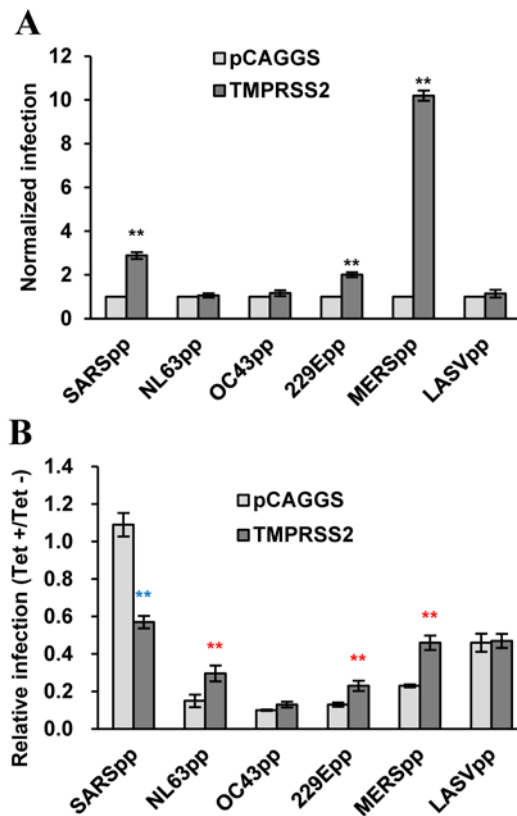 A
Normalized infection
12
10
8
6
4
2
0
pCAGGS
TMPRSS2
**
**
**
SARSpp
NL63pp
OC43pp
229Epp
MERSpp
LASVpp
B
Relative infection (Tet +/Tet -)
1.4
1.2
1.0
0.8
0.6
0.4
0.2
0.0
pCAGGS
TMPRSS2
**
**
**
**
SARSpp
NL63pp
OC43pp
229Epp
MERSpp
LASVpp